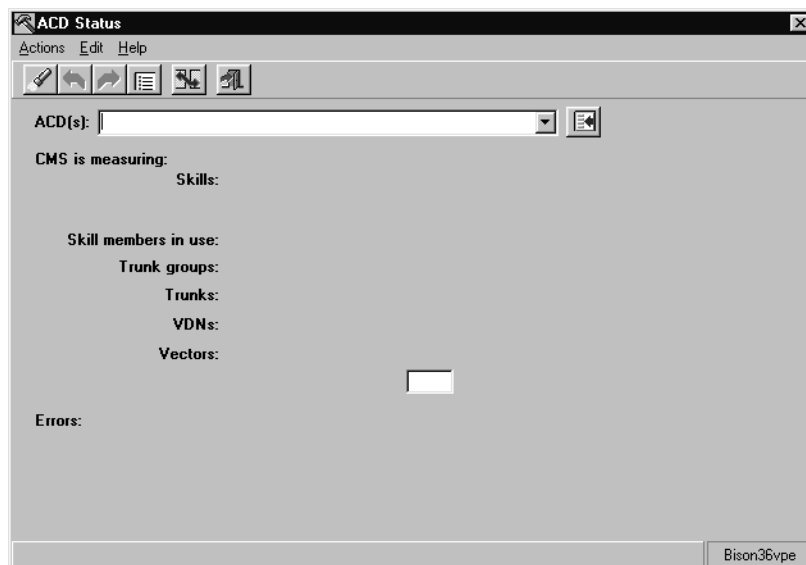 ACD Status
Actions Edit Help
ACD(s):
CMS is measuring:
Skills:
Skill members in use:
Trunk groups:
Trunks:
VDNs:
Vectors:
Errors:
Bison36vpe